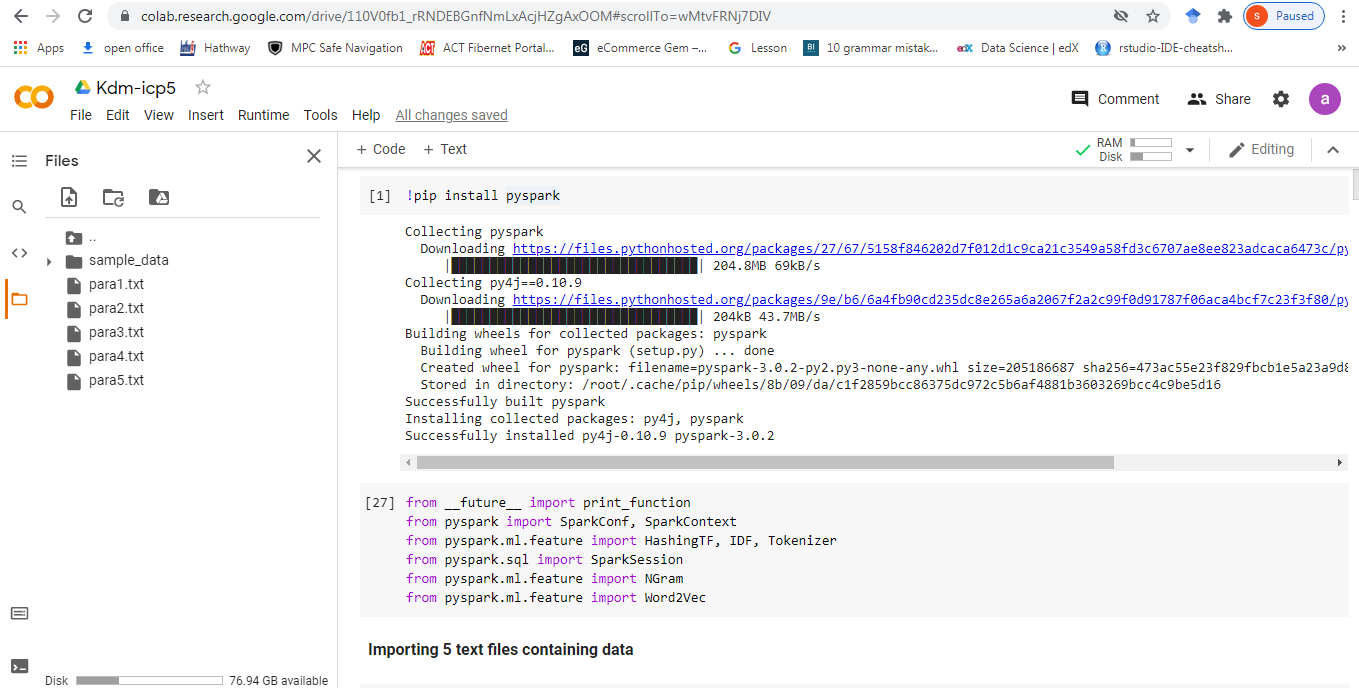 colab.research.google.com/drive/110V0fb1_rRNDEBGnfNmLxAcjHZgAxOOM#scrollTo=wMtvFRNj7DIV
S Paused
Apps open office Hathway MPC Safe Navigation ACT ACT Fibernet Portal... eG eCommerce Gem –... G Lesson BI 10 grammar mistak... edX Data Science | edX R rstudio-IDE-cheatsh... »
CO Kdm-icp5
File Edit View Insert Runtime Tools Help All changes saved
Comment Share a
Files
+ Code + Text
RAM
Disk
Editing
..
sample_data
para1.txt
para2.txt
para3.txt
para4.txt
para5.txt
Disk 76.94 GB available
[1] !pip install pyspark
Collecting pyspark
Downloading https://files.pythonhosted.org/packages/27/67/5158f846202d7f012d1c9ca21c3549a58fd3c6707ae8ee823adcaca6473c/py
| | 204.8MB 69kB/s
Collecting py4j==0.10.9
Downloading https://files.pythonhosted.org/packages/9e/b6/6a4fb90cd235dc8e265a6a2067f2a2c99f0d91787f06aca4bcf7c23f3f80/py
| | 204kB 43.7MB/s
Building wheels for collected packages: pyspark
Building wheel for pyspark (setup.py) ... done
Created wheel for pyspark: filename=pyspark-3.0.2-py2.py3-none-any.whl size=205186687 sha256=473ac55e23f829fbcb1e5a23a9d8
Stored in directory: /root/.cache/pip/wheels/8b/09/da/c1f2859bcc86375dc972c5b6af4881b3603269bcc4c9be5d16
Successfully built pyspark
Installing collected packages: py4j, pyspark
Successfully installed py4j-0.10.9 pyspark-3.0.2
[27] from __future__ import print_function
from pyspark import SparkConf, SparkContext
from pyspark.ml.feature import HashingTF, IDF, Tokenizer
from pyspark.sql import SparkSession
from pyspark.ml.feature import NGram
from pyspark.ml.feature import Word2Vec
Importing 5 text files containing data